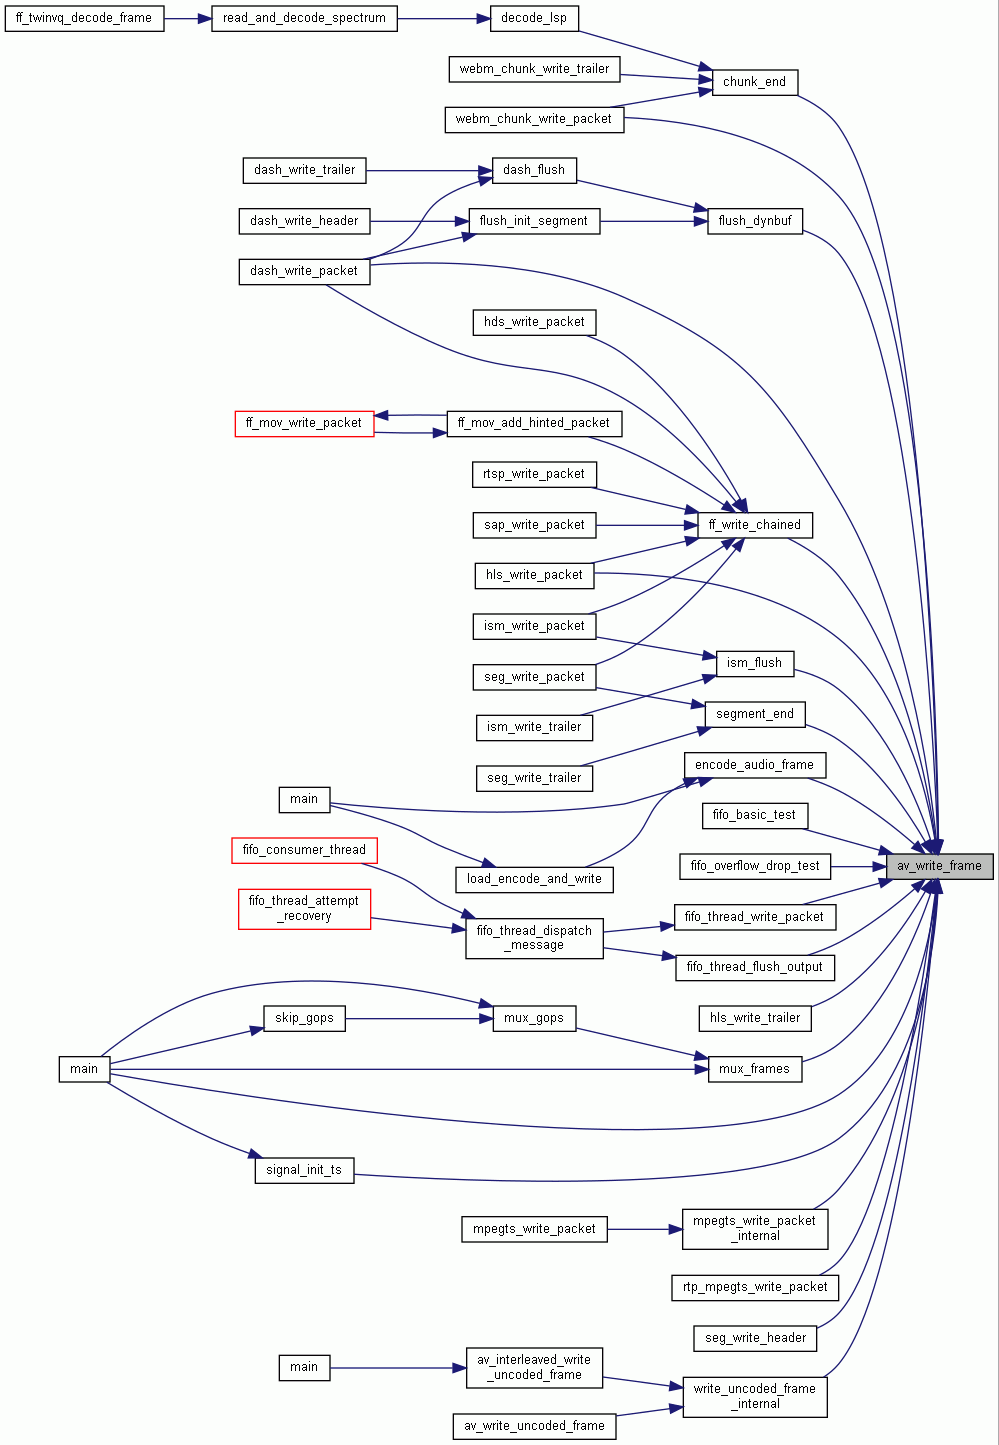 ff_twinvq_decode_frame
read_and_decode_spectrum
decode_lsp
webm_chunk_write_trailer
chunk_end
webm_chunk_write_packet
dash_write_trailer
dash_flush
dash_write_header
flush_init_segment
flush_dynbuf
dash_write_packet
hds_write_packet
ff_mov_write_packet
ff_mov_add_hinted_packet
rtsp_write_packet
sap_write_packet
ff_write_chained
hls_write_packet
ism_write_packet
ism_flush
seg_write_packet
segment_end
ism_write_trailer
encode_audio_frame
seg_write_trailer
main
fifo_basic_test
fifo_consumer_thread
fifo_overflow_drop_test
av_write_frame
load_encode_and_write
fifo_thread_attempt
_recovery
fifo_thread_write_packet
fifo_thread_dispatch
_message
fifo_thread_flush_output
skip_gops
mux_gops
hls_write_trailer
main
mux_frames
signal_init_ts
mpegts_write_packet
mpegts_write_packet
_internal
rtp_mpegts_write_packet
seg_write_header
main
av_interleaved_write
_uncoded_frame
write_uncoded_frame
_internal
av_write_uncoded_frame